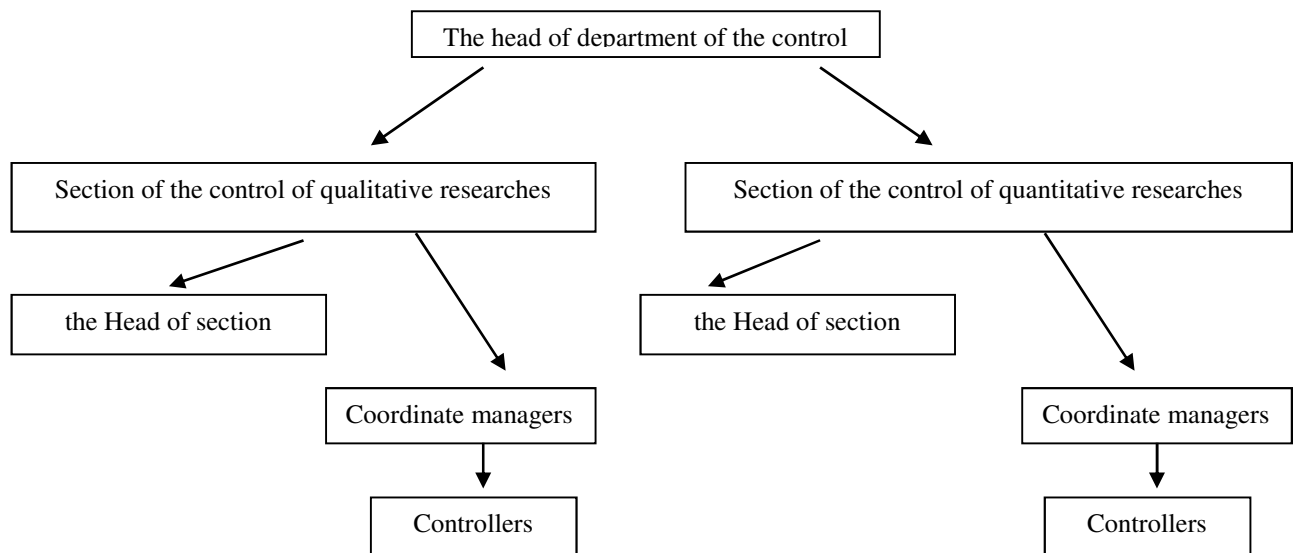 The head of department of the control
Section of the control of qualitative researches
Section of the control of quantitative researches
the Head of section
the Head of section
Coordinate managers
Coordinate managers
Controllers
Controllers